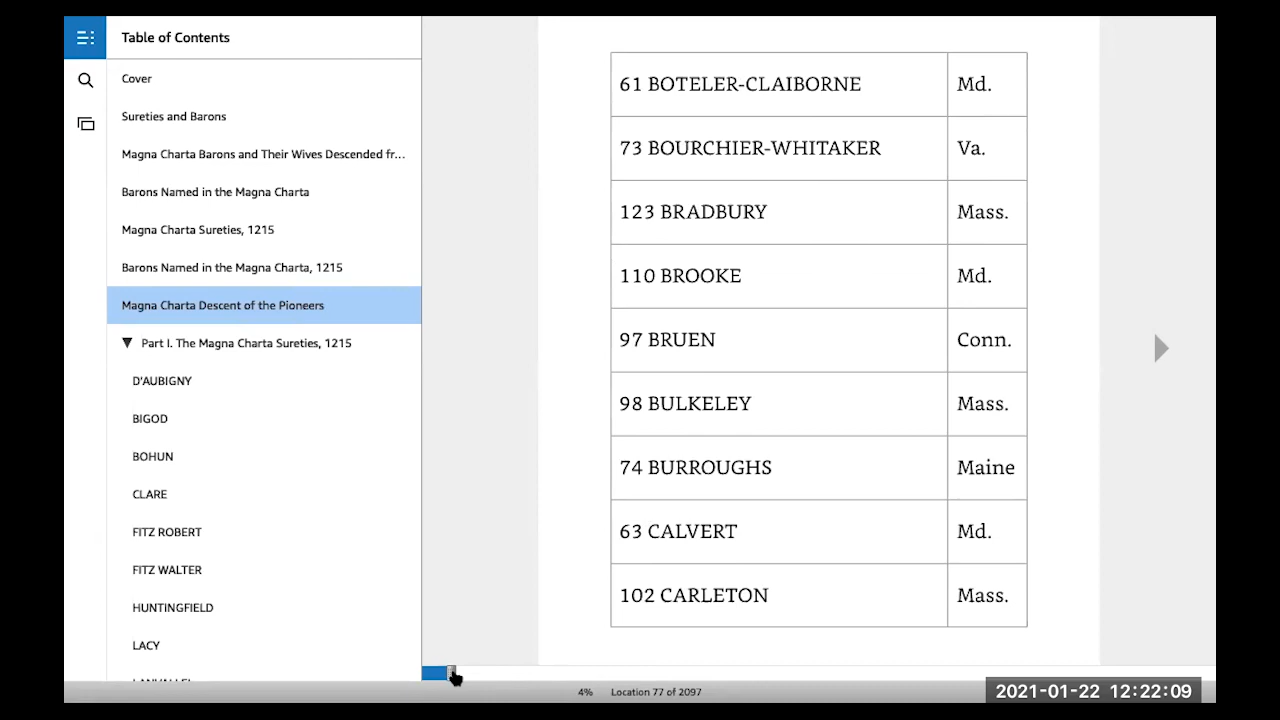 Table of Contents
Cover
Sureties and Barons
Magna Charta Barons and Their Wives Descended fr...
Barons Named in the Magna Charta
Magna Charta Sureties, 1215
Barons Named in the Magna Charta, 1215
Magna Charta Descent of the Pioneers
Part I. The Magna Charta Sureties, 1215
D'AUBIGNY
BIGOD
BOHUN
CLARE
FITZ ROBERT
FITZ WALTER
HUNTINGFIELD
LACY
61 BOTELER-CLAIBORNE Md.
73 BOURCHIER-WHITAKER Va.
123 BRADBURY Mass.
110 BROOKE Md.
97 BRUEN Conn.
98 BULKELEY Mass.
74 BURROUGHS Maine
63 CALVERT Md.
102 CARLETON Mass.
4% Location 77 of 2097
2021-01-22 12:22:09